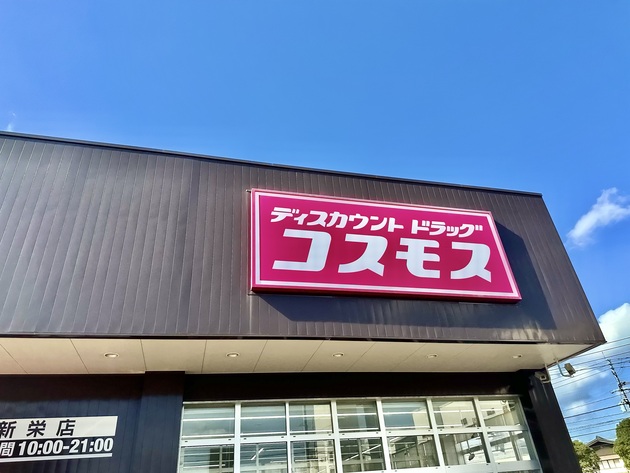 ディスカウント ドラッグ
コスモス
新栄店
間 10:00-21:00